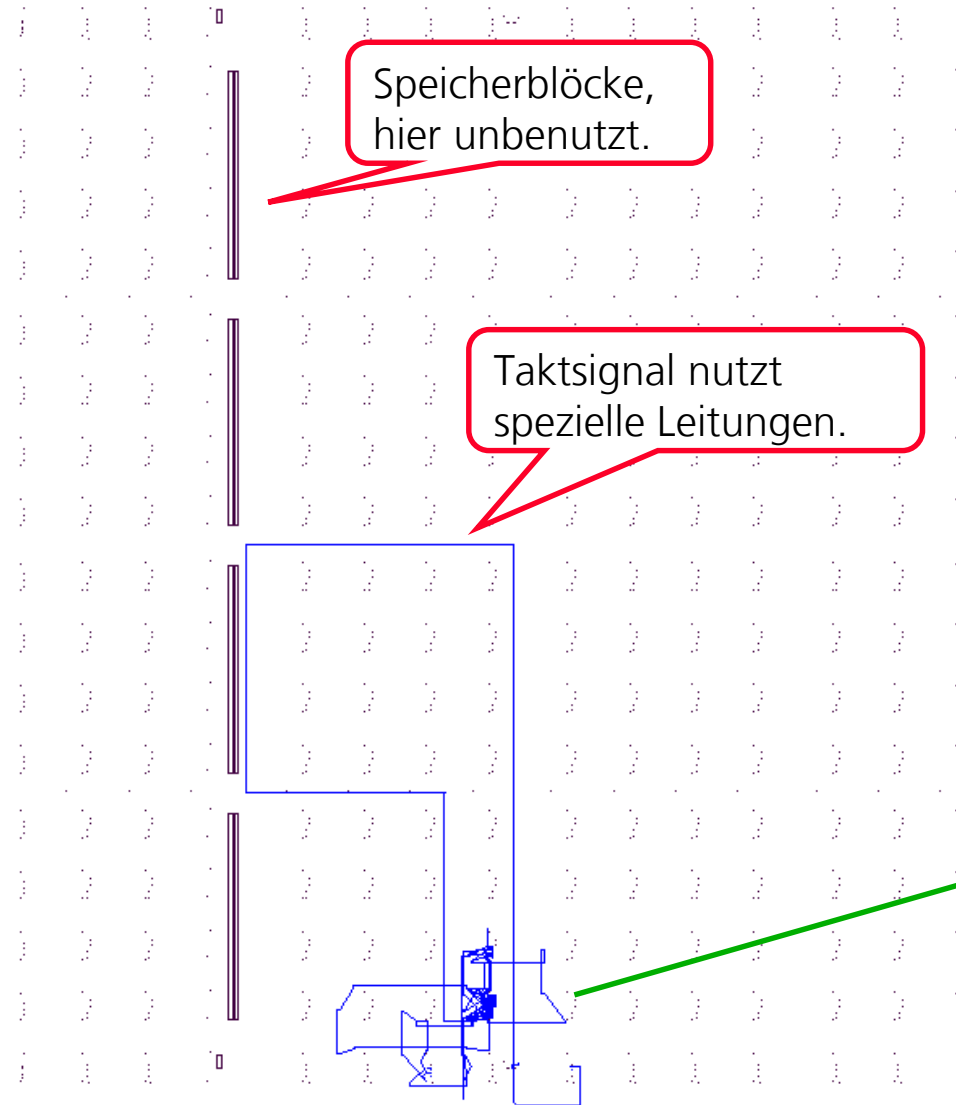 Speicherblöcke,
hier unbenutzt.
Taktsignal nutzt
spezielle Leitungen.